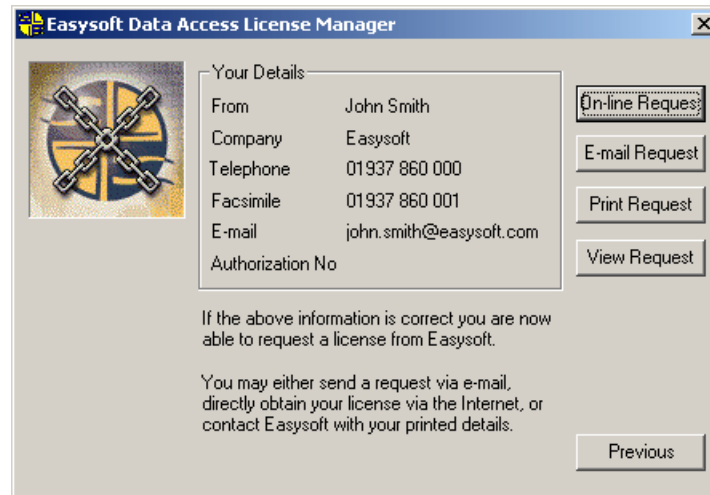 Easysoft Data Access License Manager
Your Details
From John Smith
Company Easysoft
Telephone 01937 860 000
Facsimile 01937 860 001
E-mail john.smith@easysoft.com
Authorization No
On-line Reques
E-mail Request
Print Request
View Request
If the above information is correct you are now
able to request a license from Easysoft.
You may either send a request via e-mail,
directly obtain your license via the Internet, or
contact Easysoft with your printed details.
Previous